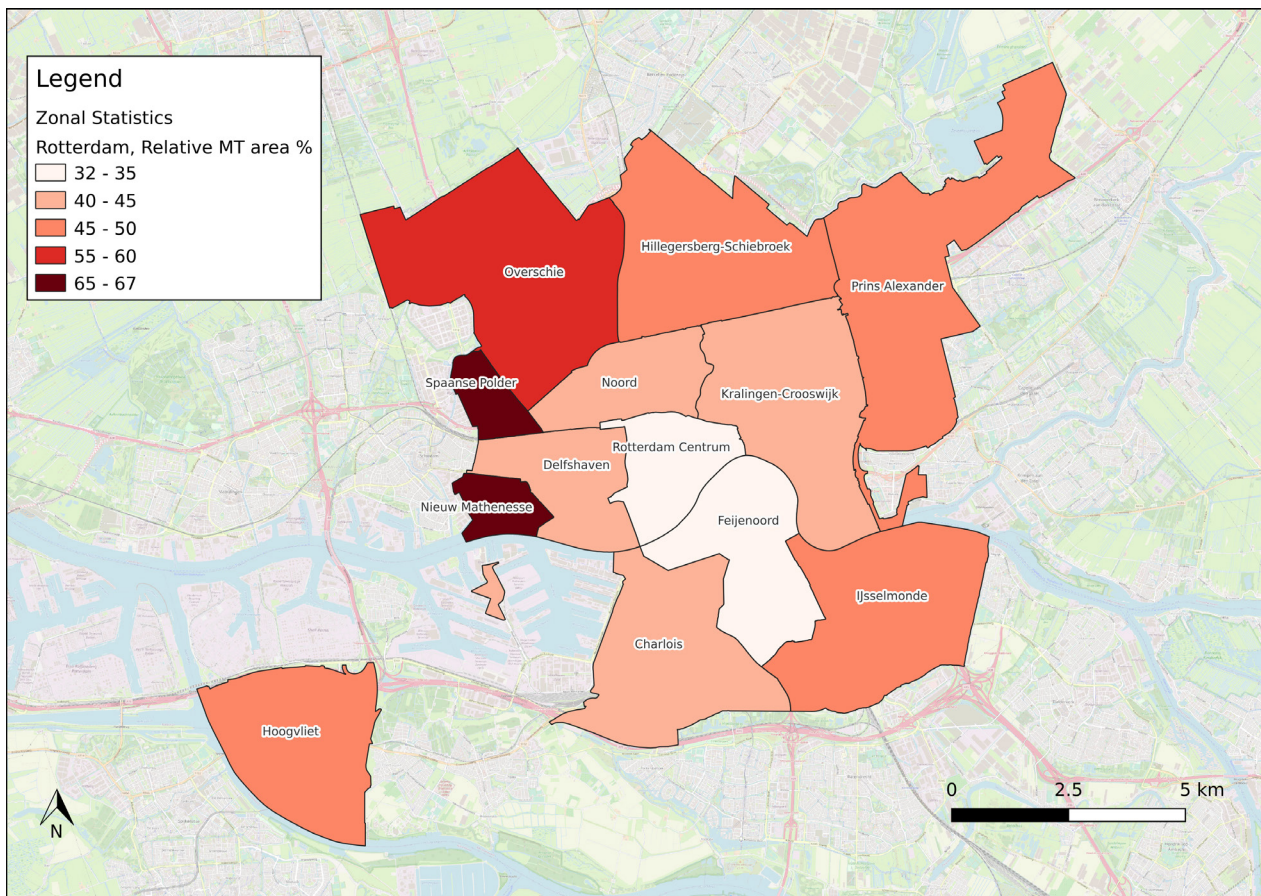 Legend
Zonal Statistics
Rotterdam, Relative MT area %
32 - 35
40 - 45
45 - 50
55 - 60
65 - 67
Hillegersberg-Schiebroek
Overschie
Prins Alexander
Spaanse Polder
Noord
Kralingen-Crooswijk
Rotterdam Centrum
Delfshaven
Nieuw Mathenesse
Feijenoord
IJsselmonde
Charlois
Hoogvliet
0 2.5 5 km
N